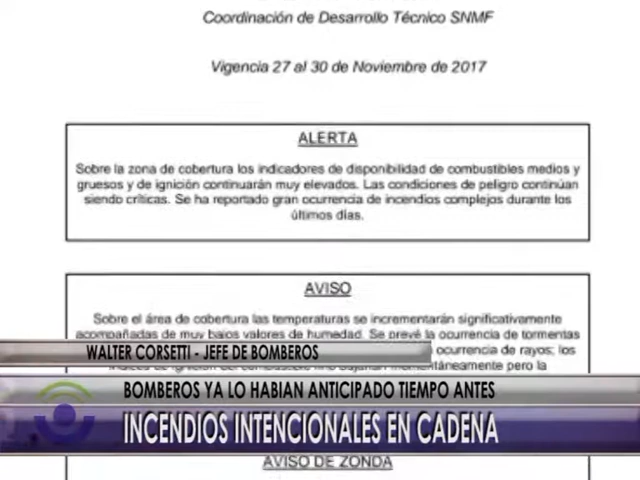 Coordinación de Desarrollo Técnico SNMF
Vigencia 27 al 30 de Noviembre de 2017
ALERTA
Sobre la zona de cobertura los indicadores de disponibilidad de combustibles medios y
gruesos y de ignición continuarán muy elevados. Las condiciones de peligro continúan
siendo críticas. Se ha reportado gran ocurrencia de incendios complejos durante los
últimos días.
AVISO
Sobre el área de cobertura las temperaturas se incrementarán significativamente
acompañadas de muy bajos valores de humedad. Se prevé la ocurrencia de tormentas
ocurrencia de rayos; los
pero la
WALTER CORSETTI - JEFE DE BOMBEROS
BOMBEROS YA LO HABIAN ANTICIPADO TIEMPO ANTES
INCENDIOS INTENCIONALES EN CADENA
AVISO DE ZONDA